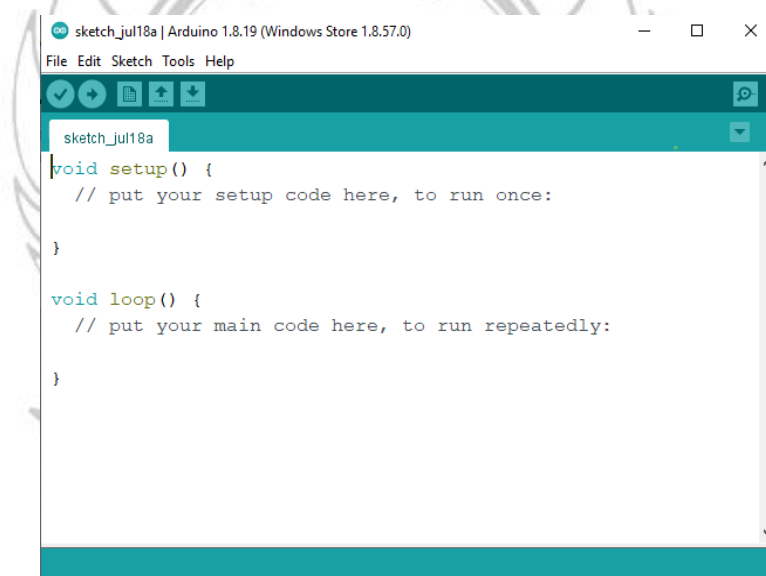 sketch_jul18a | Arduino 1.8.19 (Windows Store 1.8.57.0)
File Edit Sketch Tools Help
sketch_jul18a
void setup() {
  // put your setup code here, to run once:
}
void loop() {
  // put your main code here, to run repeatedly:
}